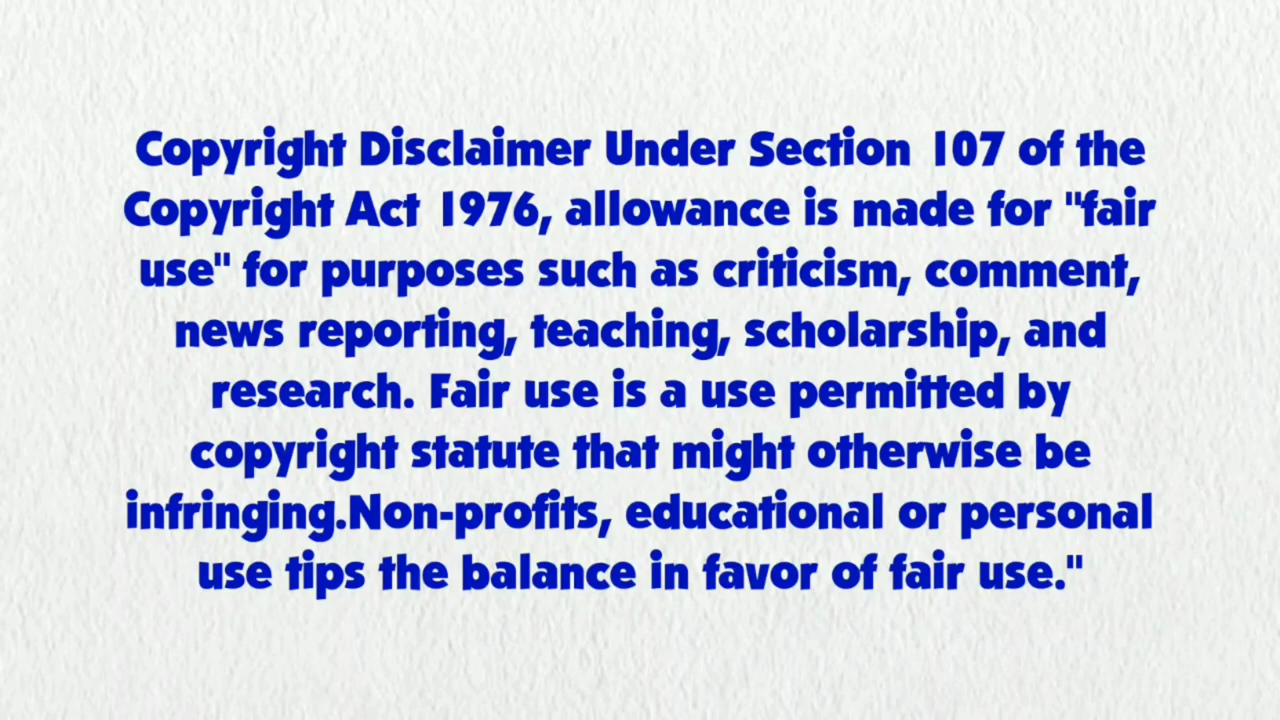 Copyright Disclaimer Under Section 107 of the
Copyright Act 1976, allowance is made for "fair
use" for purposes such as criticism, comment,
news reporting, teaching, scholarship, and
research. Fair use is a use permitted by
copyright statute that might otherwise be
infringing.Non-profits, educational or personal
use tips the balance in favor of fair use."